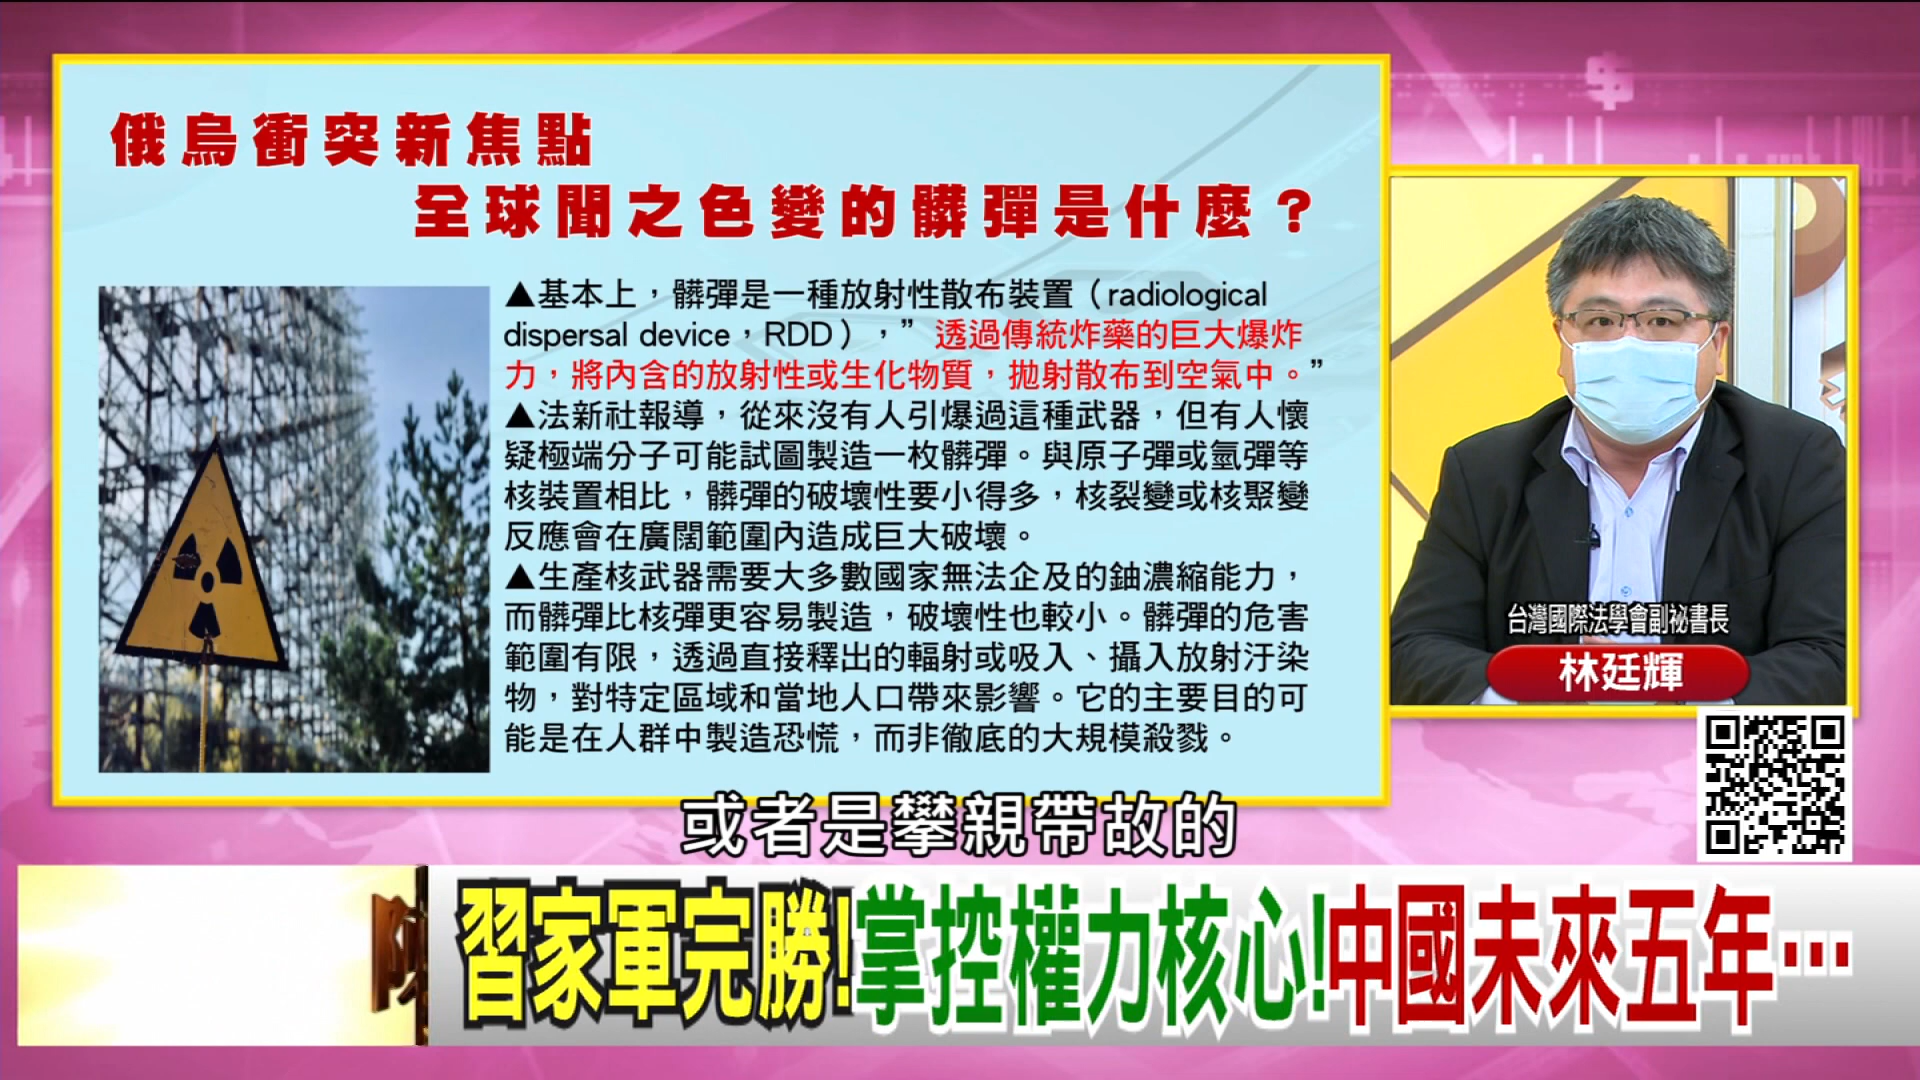 俄烏衝突新焦點
全球聞之色變的髒彈是什麼？
▲基本上，髒彈是一種放射性散布裝置（radiological
dispersal device，RDD），”透過傳統炸藥的巨大爆炸
力，將內含的放射性或生化物質，拋射散布到空氣中。”
▲法新社報導，從來沒有人引爆過這種武器，但有人懷
疑極端分子可能試圖製造一枚髒彈。與原子彈或氫彈等
核裝置相比，髒彈的破壞性要小得多，核裂變或核聚變
反應會在廣闊範圍內造成巨大破壞。
▲生產核武器需要大多數國家無法企及的鈾濃縮能力，
而髒彈比核彈更容易製造，破壞性也較小。髒彈的危害
範圍有限，透過直接釋出的輻射或吸入、攝入放射汙染
物，對特定區域和當地人口帶來影響。它的主要目的可
能是在人群中製造恐慌，而非徹底的大規模殺戮。
台灣國際法學會副祕書長
林廷輝
或者是攀親帶故的
習家軍完勝!掌控權力核心!中國未來五年…